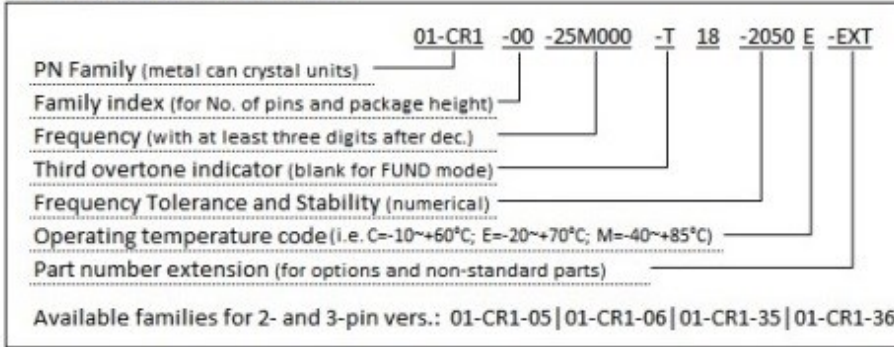 01-CR1 -00 -25M000 -T 18 -2050 E -EXT
PN Family (metal can crystal units)
Family index (for No. of pins and package height)
Frequency (with at least three digits after dec.)
Third overtone indicator (blank for FUND mode)
Frequency Tolerance and Stability (numerical)
Operating temperature code (i.e. C=-10~+60°C; E=-20~+70°C; M=-40~+85°C)
Part number extension (for options and non-standard parts)
Available families for 2- and 3-pin vers.: 01-CR1-05|01-CR1-06|01-CR1-35|01-CR1-36